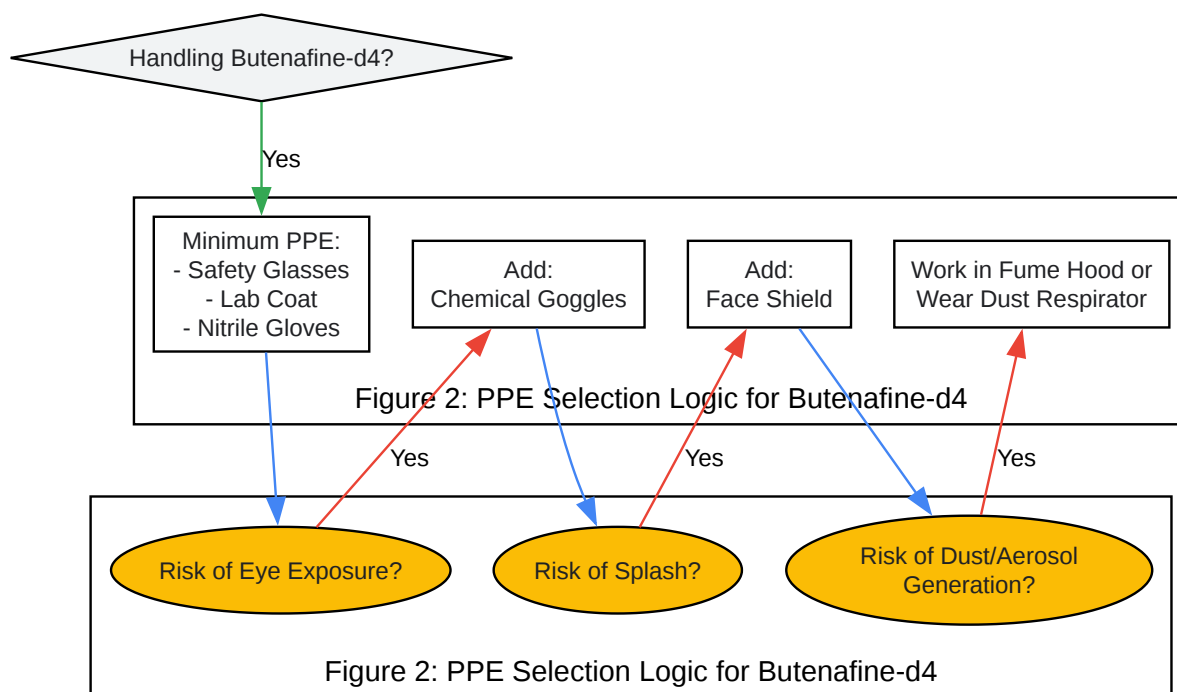 Handling Butenafine-d4?
Yes
Minimum PPE:
- Safety Glasses
- Lab Coat
- Nitrile Gloves
Add:
Chemical Goggles
Add:
Face Shield
Work in Fume Hood or
Wear Dust Respirator
Figure 2: PPE Selection Logic for Butenafine-d4
Yes
Yes
Yes
Risk of Eye Exposure?
Risk of Splash?
Risk of Dust/Aerosol
Generation?
Figure 2: PPE Selection Logic for Butenafine-d4